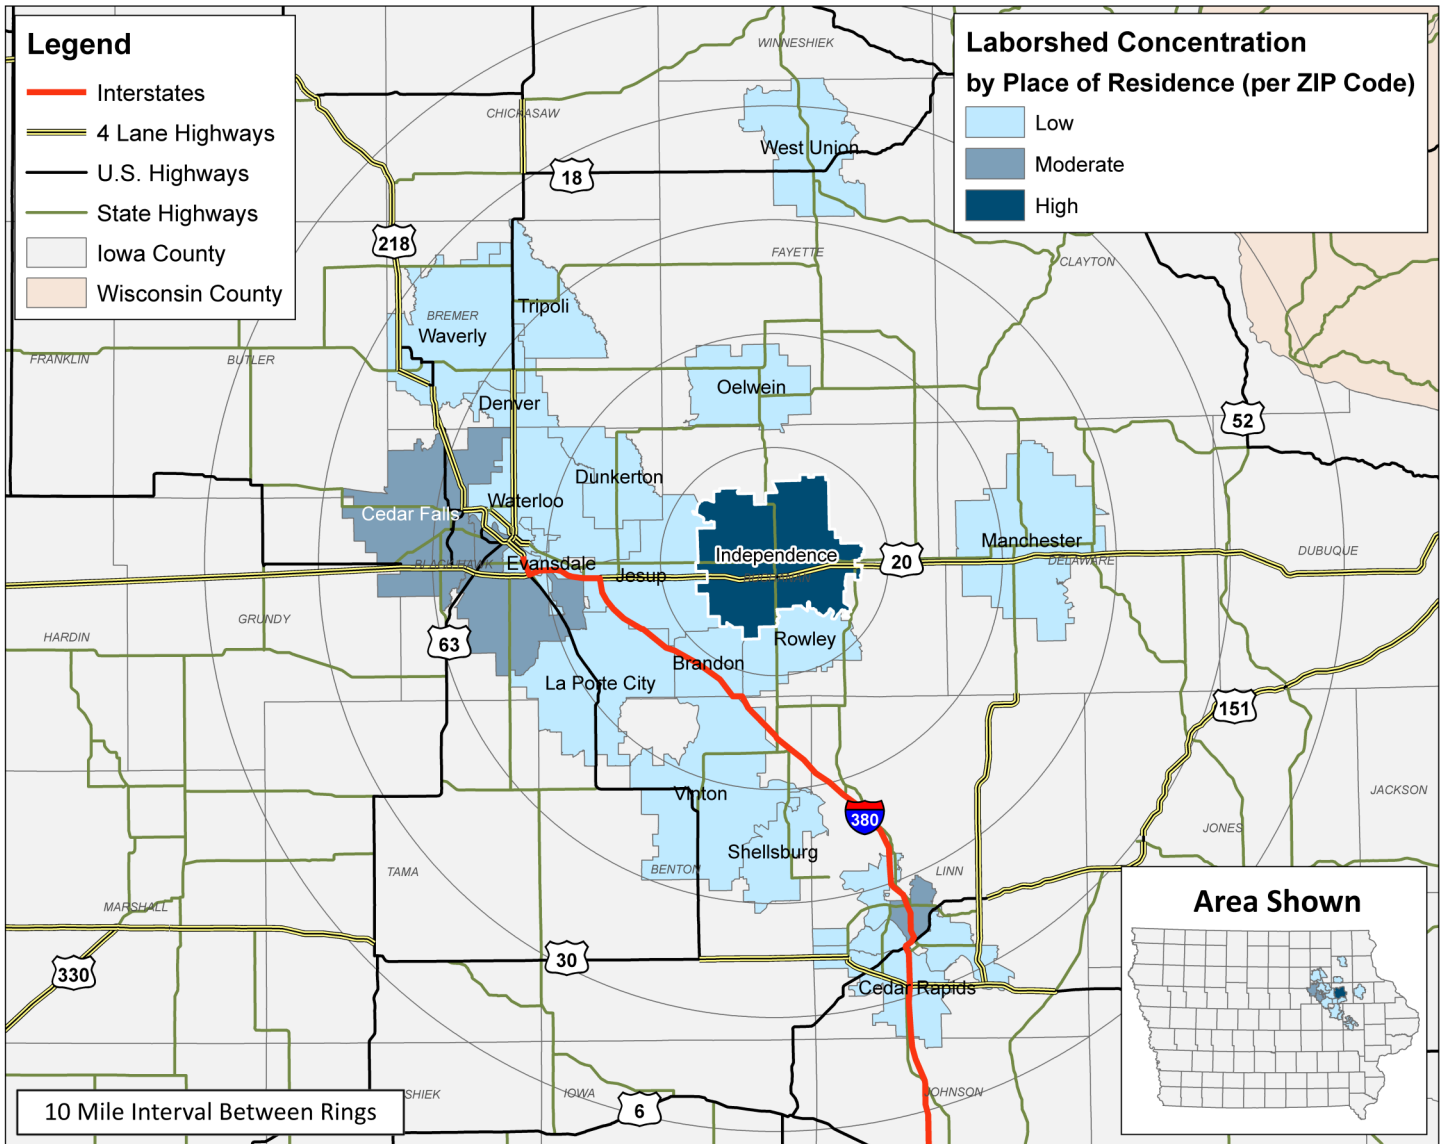 Legend
Interstates
4 Lane Highways
U.S. Highways
State Highways
Iowa County
Wisconsin County
Laborshed Concentration
by Place of Residence (per ZIP Code)
Low
Moderate
High
WINNESHIEK
CHICKASAW
West Union
18
218
FAYETTE
CLAYTON
Tripoli
BREMER
Waverly
FRANKLIN
BUTLER
Oelwein
Denver
52
Dunkerton
Waterloo
Cedar Falls
Manchester
Independence
DUBUQUE
Evansdale
BLACK HAWK
20
DELAWARE
Jesup
GRUNDY
HARDIN
63
Rowley
Brandon
La Porte City
151
Vinton
JACKSON
380
JONES
Shellsburg
BENTON
TAMA
LINN
MARSHALL
Area Shown
30
330
Cedar Rapids
SHIEK
IOWA
JOHNSON
6
10 Mile Interval Between Rings